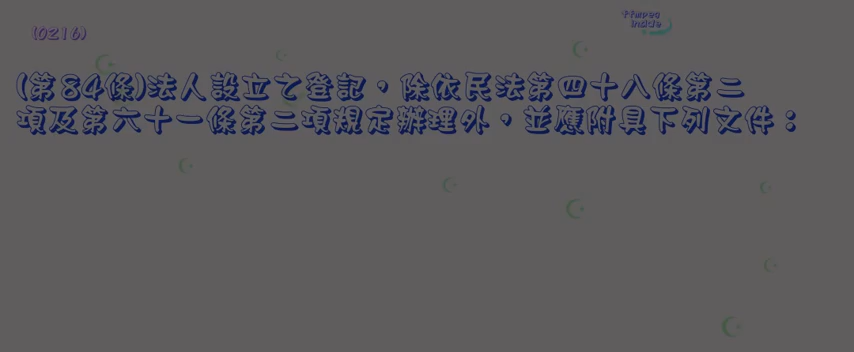 ffmpeg
inside
(0216)
(第84條)法人設立之登記，除依民法第四十八條第二
項及第六十一條第二項規定辦理外，並應附具下列文件：